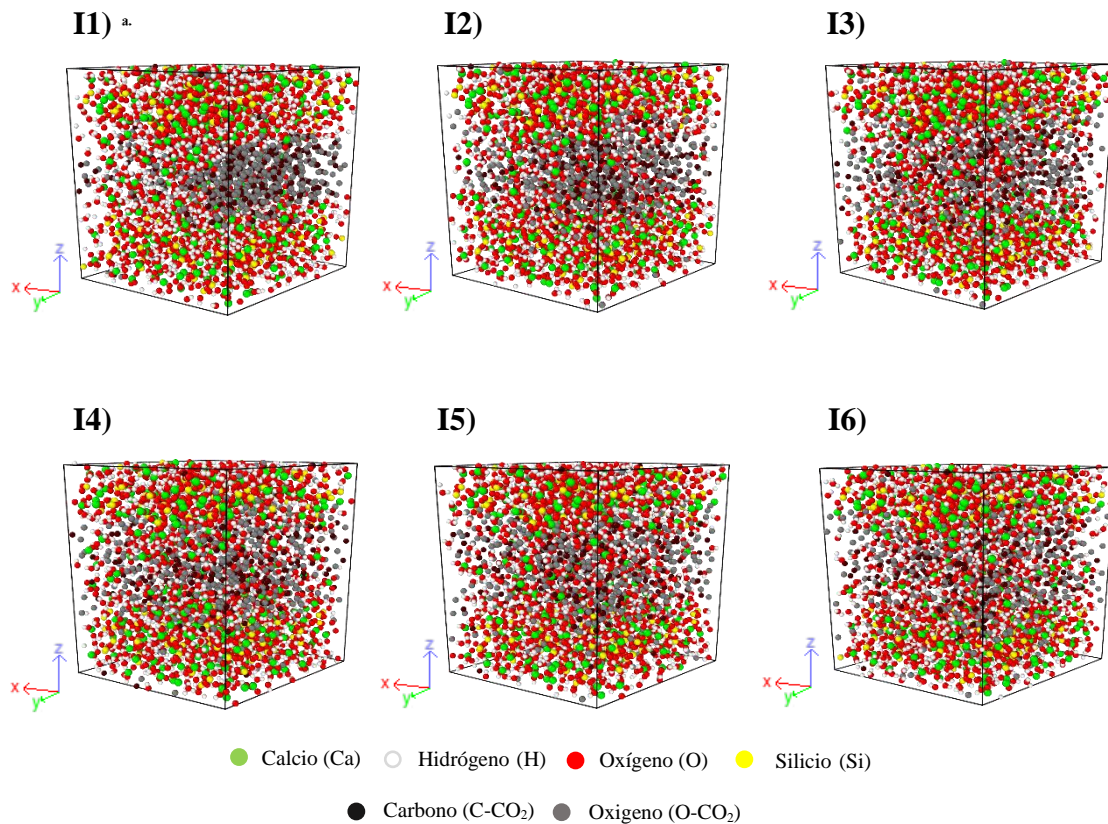 I1) a.
I2)
I3)
z
x
y
z
x
y
z
x
y
I4)
I5)
I6)
z
x
y
z
x
y
z
x
y
Calcio (Ca) Hidrógeno (H) Oxígeno (O) Silicio (Si)
Carbono (C-CO₂) Oxigeno (O-CO₂)